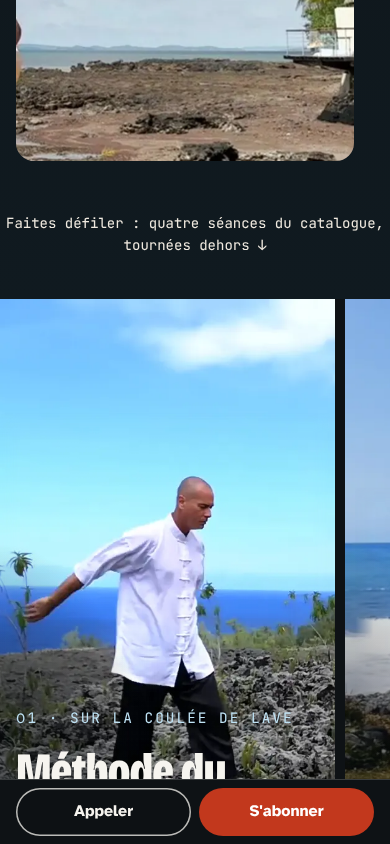 Faites défiler : quatre séances du catalogue,
tournées dehors ↓
01 · SUR LA COULÉE DE LAVE
Méthode du
Appeler
S'abonner